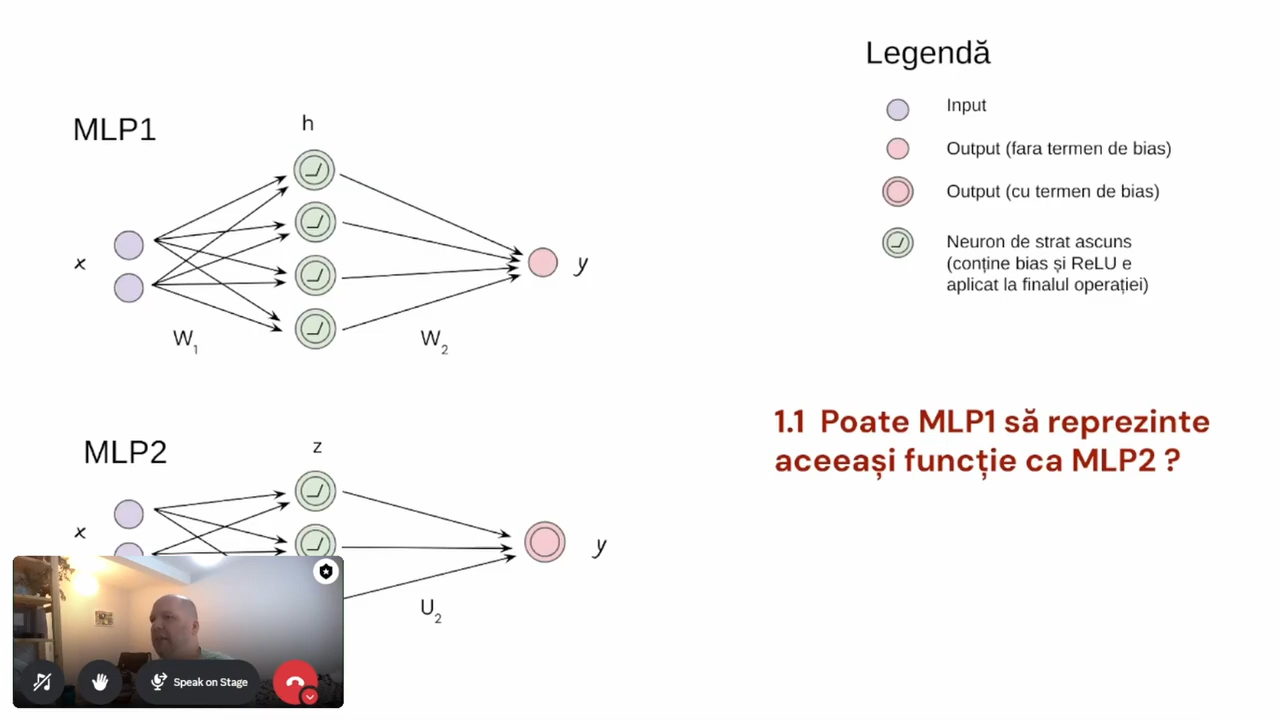 Legendă
Input
Output (fara termen de bias)
Output (cu termen de bias)
Neuron de strat ascuns
(conține bias și ReLU e
aplicat la finalul operației)
MLP1
h
x
y
W1
W2
1.1 Poate MLP1 să reprezinte
aceeași funcție ca MLP2 ?
MLP2
z
x
y
U2
Speak on Stage